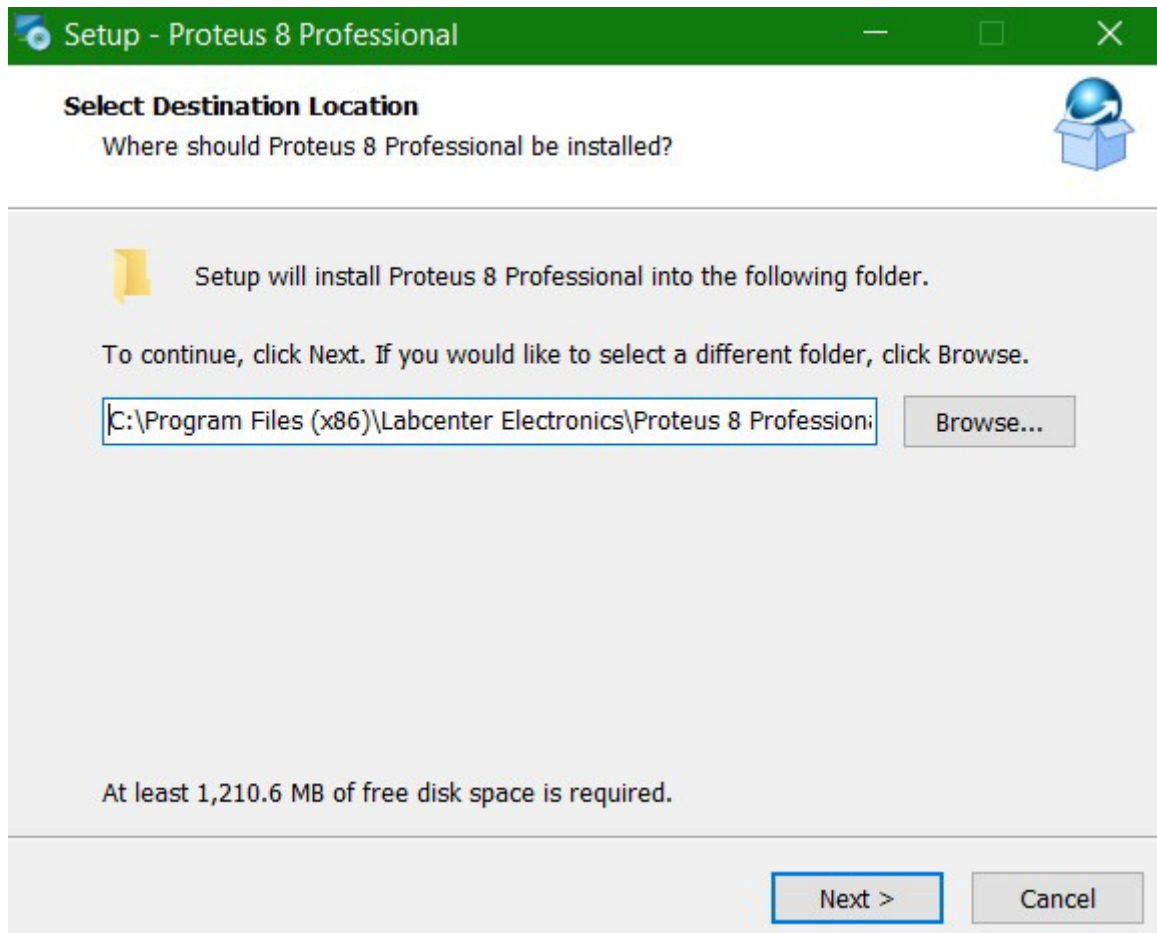 Setup - Proteus 8 Professional
Select Destination Location
Where should Proteus 8 Professional be installed?
Setup will install Proteus 8 Professional into the following folder.
To continue, click Next. If you would like to select a different folder, click Browse.
C:\Program Files (x86)\Labcenter Electronics\Proteus 8 Professiona
Browse...
At least 1,210.6 MB of free disk space is required.
Next >
Cancel